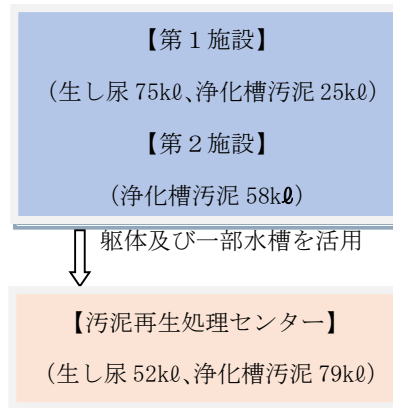 【第１施設】
（生し尿 75kℓ、浄化槽汚泥 25kℓ）
【第２施設】
（浄化槽汚泥 58kℓ）
躯体及び一部水槽を活用
【汚泥再生処理センター】
（生し尿 52kℓ、浄化槽汚泥 79kℓ）